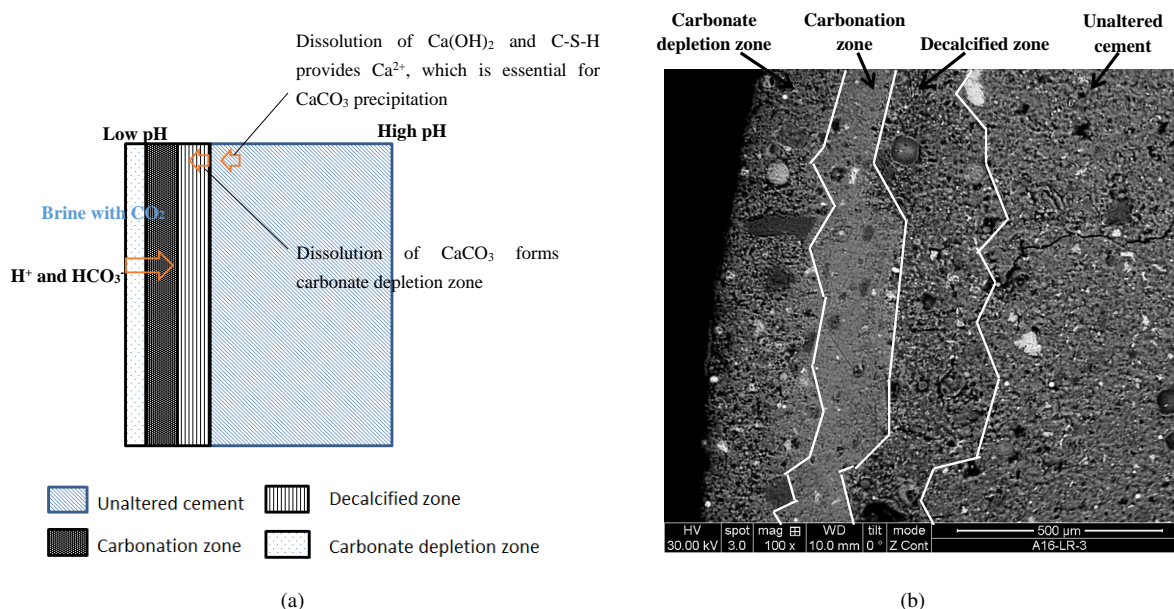 Dissolution of Ca(OH)₂ and C-S-H
provides Ca²⁺, which is essential for
CaCO₃ precipitation
Low pH
High pH
Brine with CO₂
Dissolution of CaCO₃ forms
carbonate depletion zone
H⁺ and HCO₃⁻
Unaltered cement
Decalcified zone
Carbonation zone
Carbonate depletion zone
(a)
Carbonate
depletion zone
Carbonation
zone
Decalcified zone
Unaltered
cement
HV spot mag ⊞ WD tilt mode
30.00 kV 3.0 100 x 10.0 mm 0 ° Z Cont
500 µm
A16-LR-3
(b)